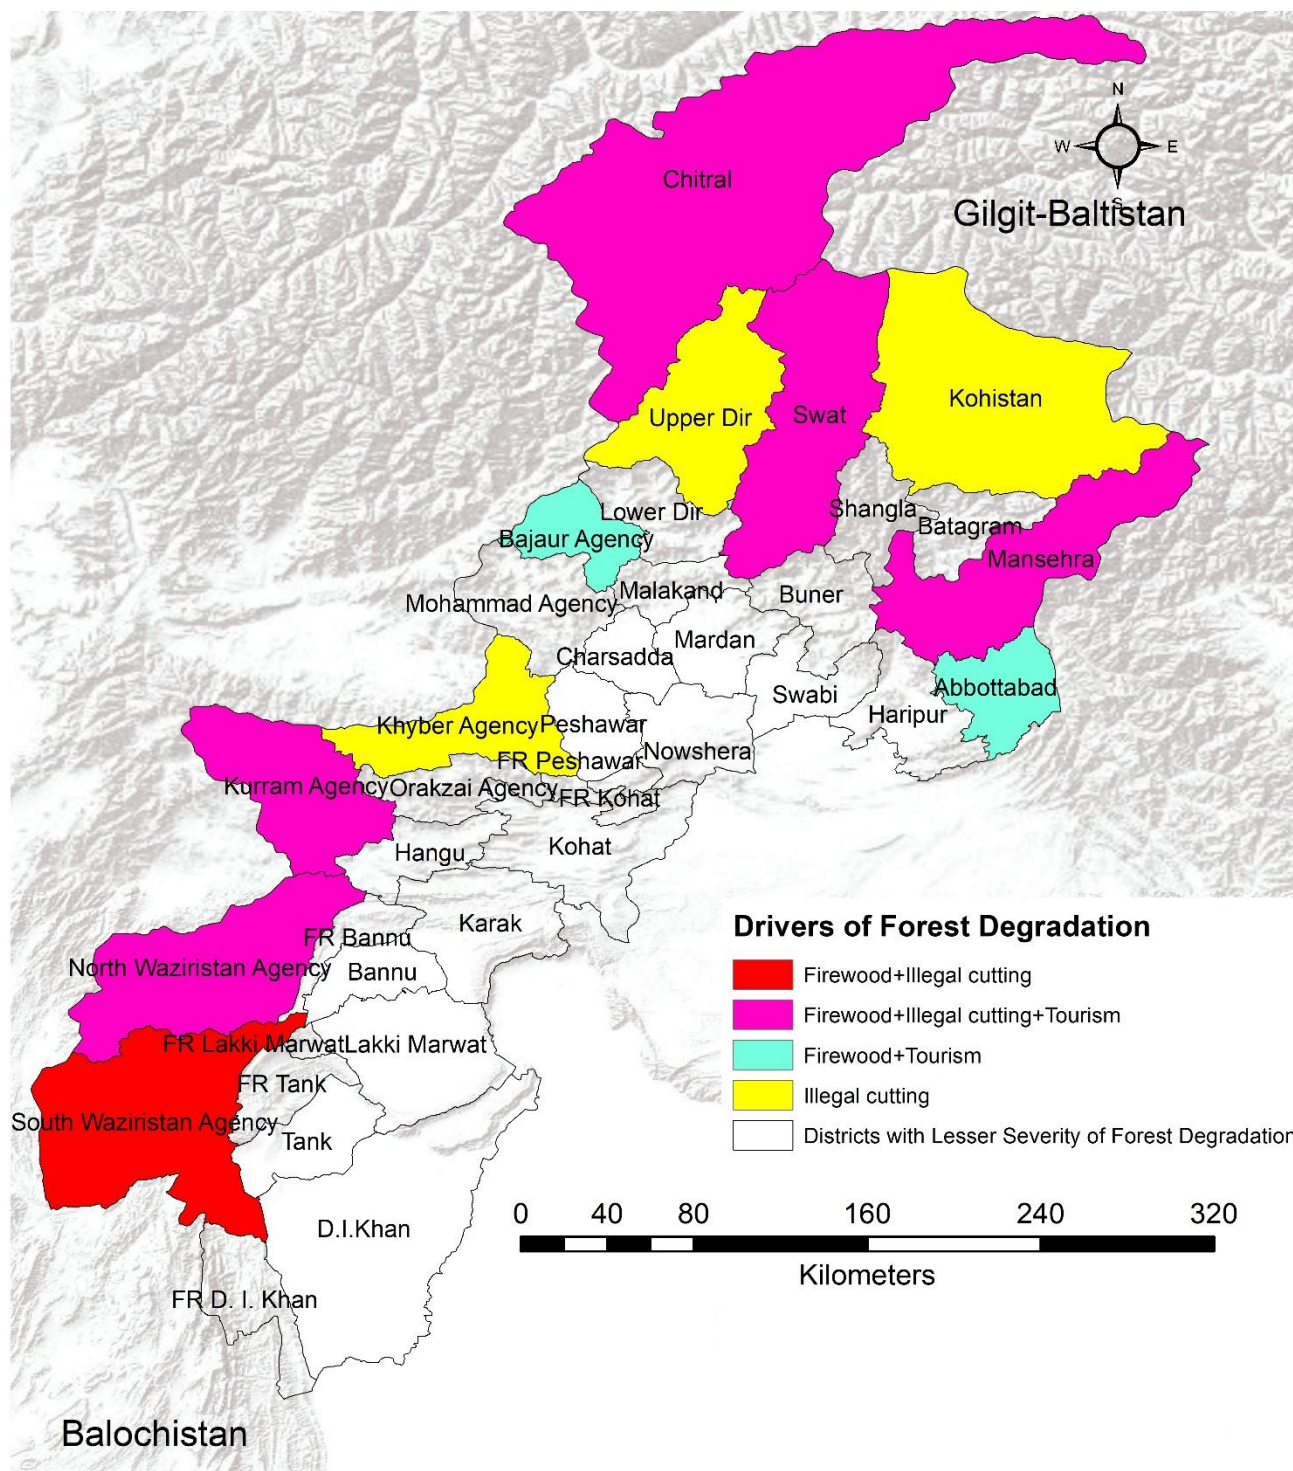 N
W E
S
Chitral
Gilgit-Baltistan
Kohistan
Upper Dir
Swat
Lower Dir
Shangla
Batagram
Bajaur Agency
Mansehra
Malakand
Buner
Mohammad Agency
Mardan
Charsadda
Abbottabad
Swabi
Haripur
Khyber Agency
Peshawar
Nowshera
FR Peshawar
Kurram Agency
Orakzai Agency
FR Kohat
Kohat
Hangu
Karak
FR Bannu
North Waziristan Agency
Bannu
FR Lakki Marwat
Lakki Marwat
FR Tank
South Waziristan Agency
Tank
D.I.Khan
FR D. I. Khan
Balochistan
Drivers of Forest Degradation
Firewood+Illegal cutting
Firewood+Illegal cutting+Tourism
Firewood+Tourism
Illegal cutting
Districts with Lesser Severity of Forest Degradation
0 40 80 160 240 320
Kilometers